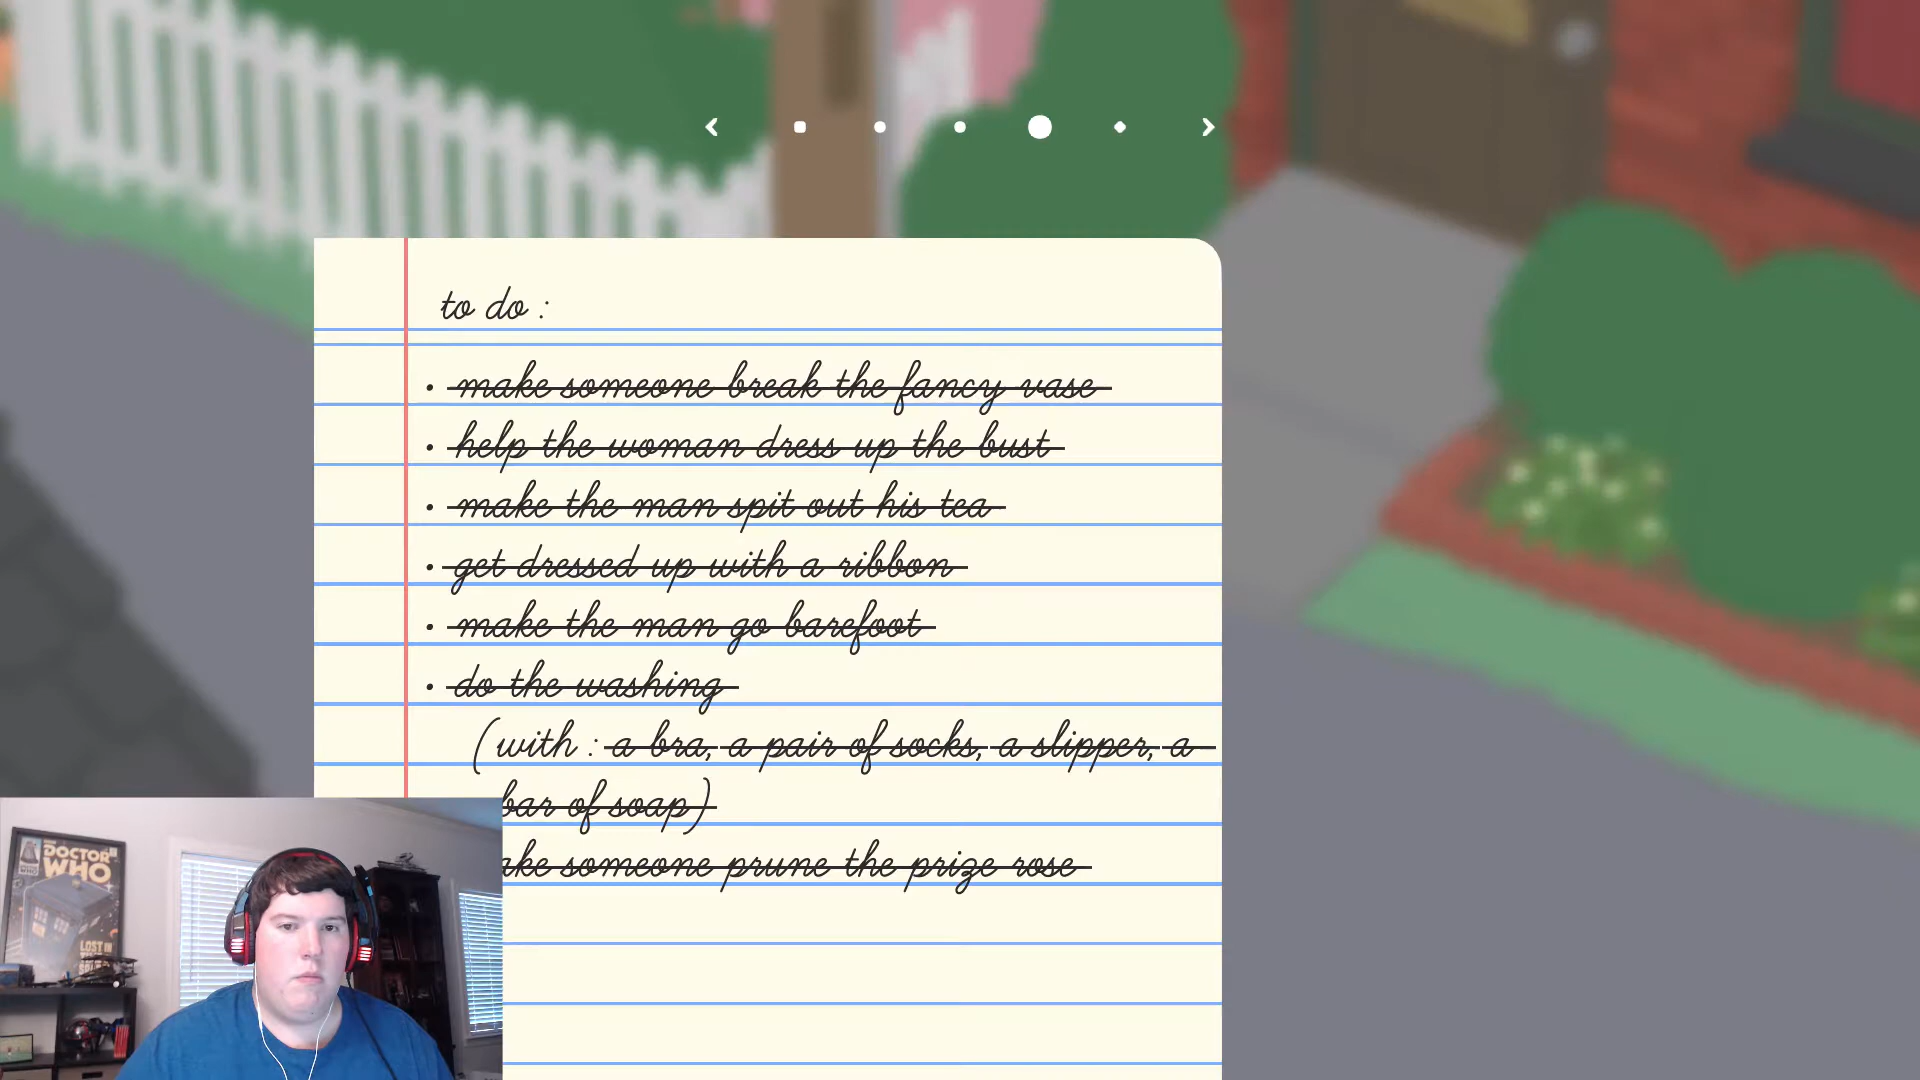 to do :
• make someone break the fancy vase
• help the woman dress up the bust
• make the man spit out his tea
• get dressed up with a ribbon
• make the man go barefoot
• do the washing
(with : a bra, a pair of socks, a slipper, a
bar of soap)
ake someone prune the prize rose
DOCTOR
WHO
LOST IN